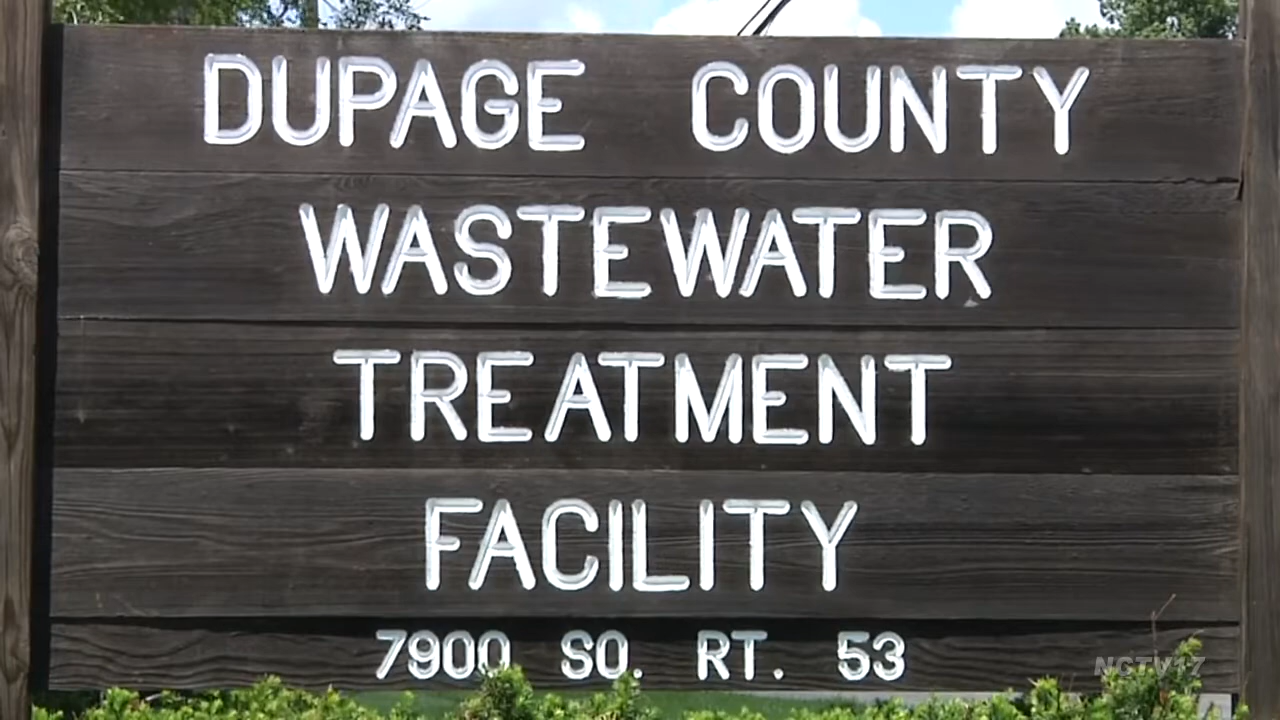 DUPAGE COUNTY
WASTEWATER
TREATMENT
FACILITY
7900 SO. RT. 53
NCTV17